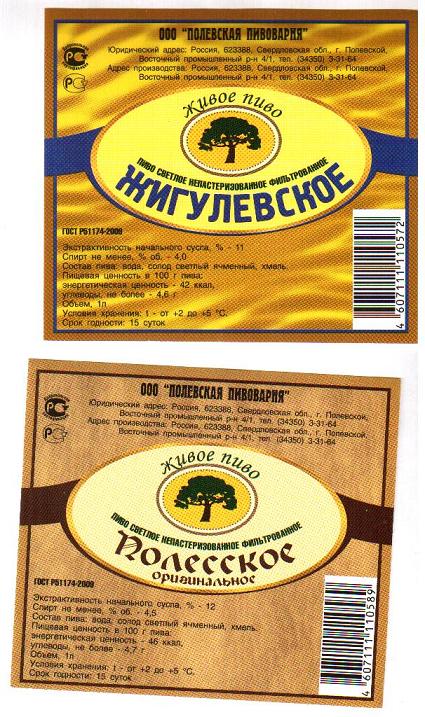 ООО "ПОЛЕВСКАЯ ПИВОВАРНЯ"
Юридический адрес: Россия, 623388, Свердловская обл., г. Полевской,
Восточный промышленный р-н 4/1, тел. (34350) 3-31-64
Адрес производства: Россия, 623388, Свердловская обл., г. Полевской,
Восточный промышленный р-н 4/1, тел. (34350) 3-31-64
Живое пиво
ПИВО СВЕТЛОЕ НЕПАСТЕРИЗОВАННОЕ ФИЛЬТРОВАННОЕ
ЖИГУЛЕВСКОЕ
ГОСТ Р51174-2009
Экстрактивность начального сусла, % - 11
Спирт не менее, % об. - 4,0
Состав пива: вода, солод светлый ячменный, хмель.
Пищевая ценность в 100 г пива:
энергетическая ценность - 42 ккал,
углеводы, не более - 4,6 г
Объем, 1л
Условия хранения: t - от +2 до +5 °С.
Срок годности: 15 суток
4 607111 110572
ООО "ПОЛЕВСКАЯ ПИВОВАРНЯ"
Юридический адрес: Россия, 623388, Свердловская обл., г. Полевской,
Восточный промышленный р-н 4/1, тел. (34350) 3-31-64
Адрес производства: Россия, 623388, Свердловская обл., г. Полевской,
Восточный промышленный р-н 4/1, тел. (34350) 3-31-64
Живое пиво
ПИВО СВЕТЛОЕ НЕПАСТЕРИЗОВАННОЕ ФИЛЬТРОВАННОЕ
Полесское
оригинальное
ГОСТ Р51174-2009
Экстрактивность начального сусла, % - 12
Спирт не менее, % об. - 4,5
Состав пива: вода, солод светлый ячменный, хмель.
Пищевая ценность в 100 г пива:
энергетическая ценность - 46 ккал,
углеводы, не более - 4,7 г
Объем, 1л
Условия хранения: t - от +2 до +5 °С.
Срок годности: 15 суток
4 607111 110589